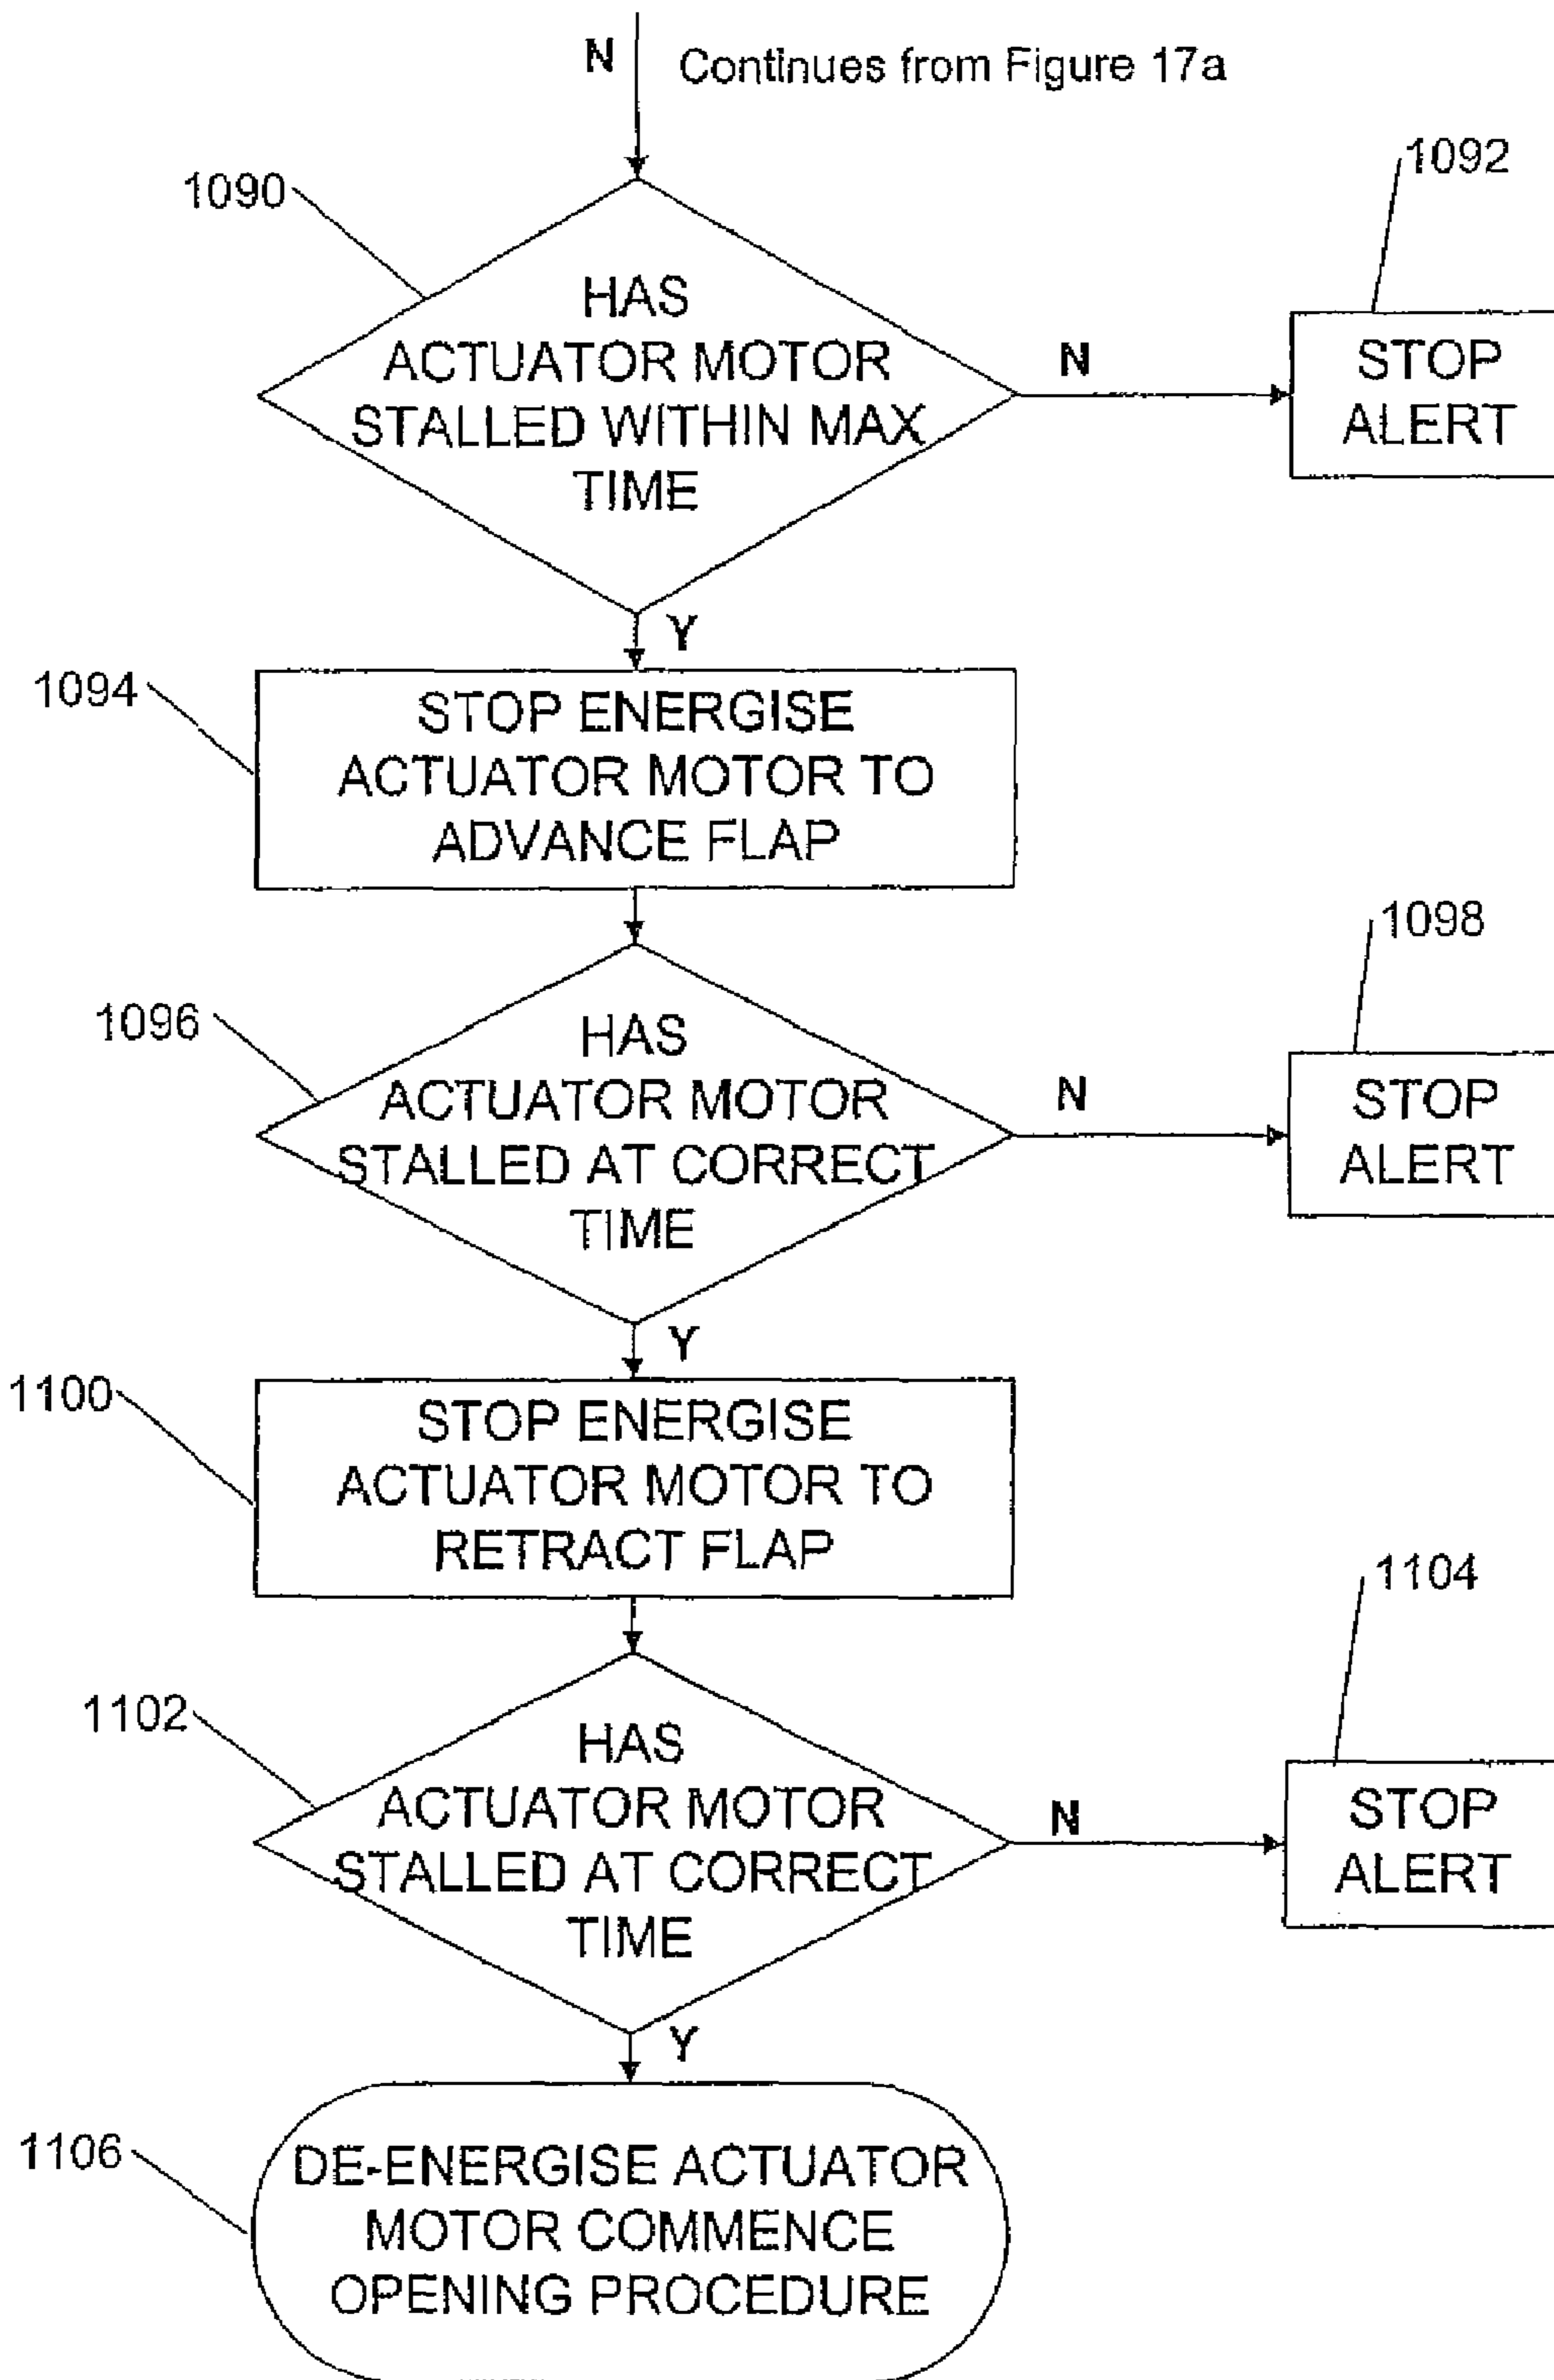 N
Continues from Figure 17a
1090
1092
HAS
ACTUATOR MOTOR
STALLED WITHIN MAX
TIME
N
STOP
ALERT
Y
1094
STOP ENERGISE
ACTUATOR MOTOR TO
ADVANCE FLAP
1096
1098
HAS
ACTUATOR MOTOR
STALLED AT CORRECT
TIME
N
STOP
ALERT
Y
1100
STOP ENERGISE
ACTUATOR MOTOR TO
RETRACT FLAP
1102
1104
HAS
ACTUATOR MOTOR
STALLED AT CORRECT
TIME
N
STOP
ALERT
Y
1106
DE-ENERGISE ACTUATOR
MOTOR COMMENCE
OPENING PROCEDURE